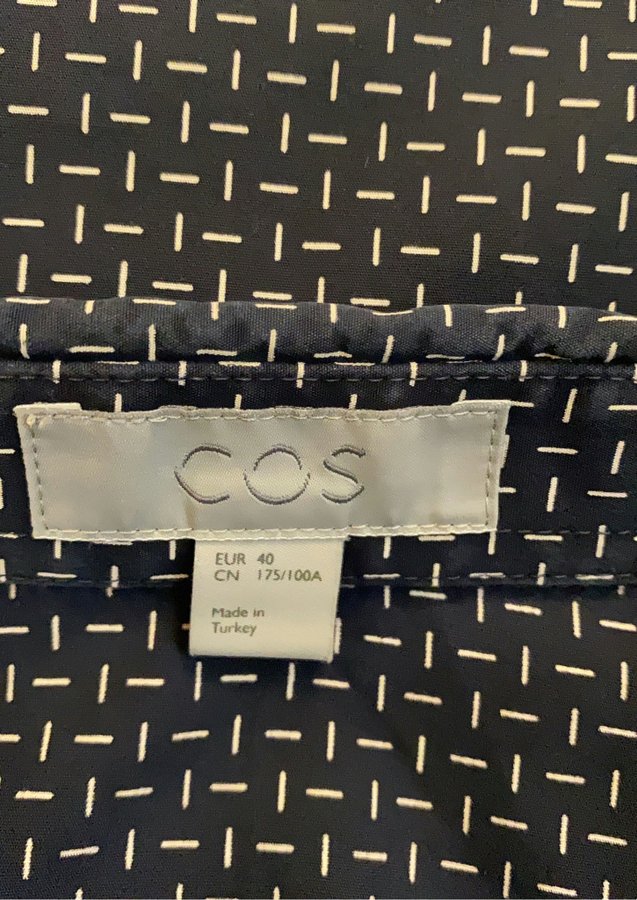 COS
EUR 40
CN 175/100A
Made in
Turkey